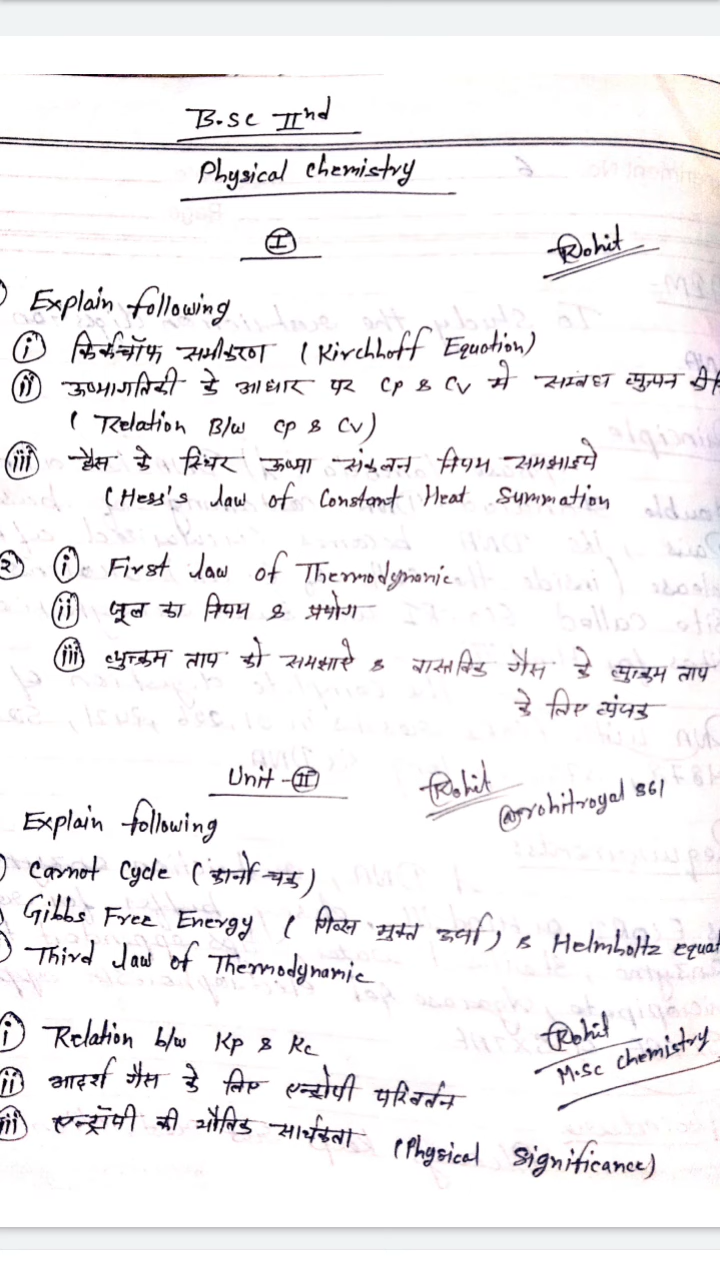 B.sc IInd
Physical chemistry
I
Rohit
Explain following
i किर्कचॉफ समीकरण (Kirchhoff Equation)
ii ऊष्मागतिकी के आधार पर Cp & Cv में सम्बंध
( Relation B/w Cp & Cv)
iii हैस के स्थिर ऊष्मा संकलन नियम समझाइये
(Hess's law of Constant Heat Summation
2 i First law of Thermodynamic
ii जूल का नियम & प्रयोग
iii व्युत्क्रम ताप को समझाये & वास्तविक गैस के व्युत्क्रम ताप
के लिए व्यंजक
Unit - II
Rohit
@rohitroyal861
Explain following
Carnot Cycle (कार्नो चक्र)
Gibbs Free Energy (गिब्स मुक्त ऊर्जा) & Helmholtz equat
Third law of Thermodynamic
i Relation b/w Kp & Kc
Rohit
M.Sc chemistry
ii आदर्श गैस के लिए एन्ट्रोपी परिवर्तन
iii एन्ट्रॉपी की भौतिक सार्थकता (Physical Significance)